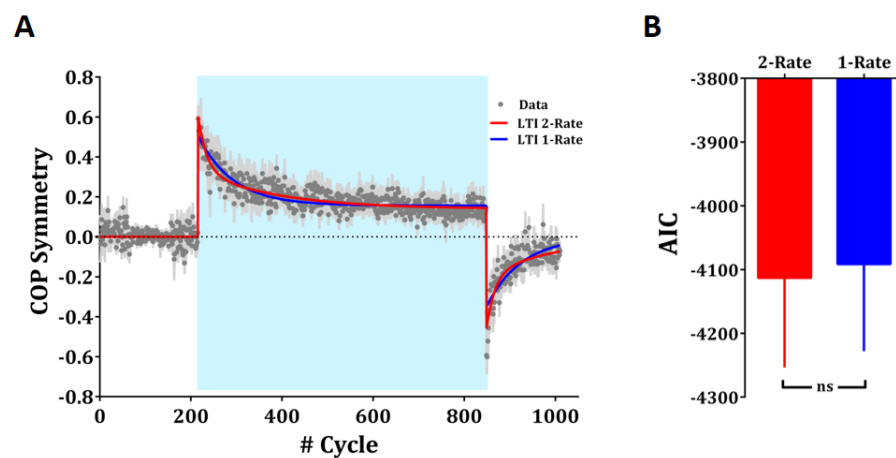 A
COP Symmetry
0.8
0.6
0.4
0.2
0.0
-0.2
-0.4
-0.6
-0.8
0 200 400 600 800 1000
# Cycle
Data
LTI 2-Rate
LTI 1-Rate
B
2-Rate 1-Rate
AIC
-3800
-3900
-4000
-4100
-4200
-4300
ns